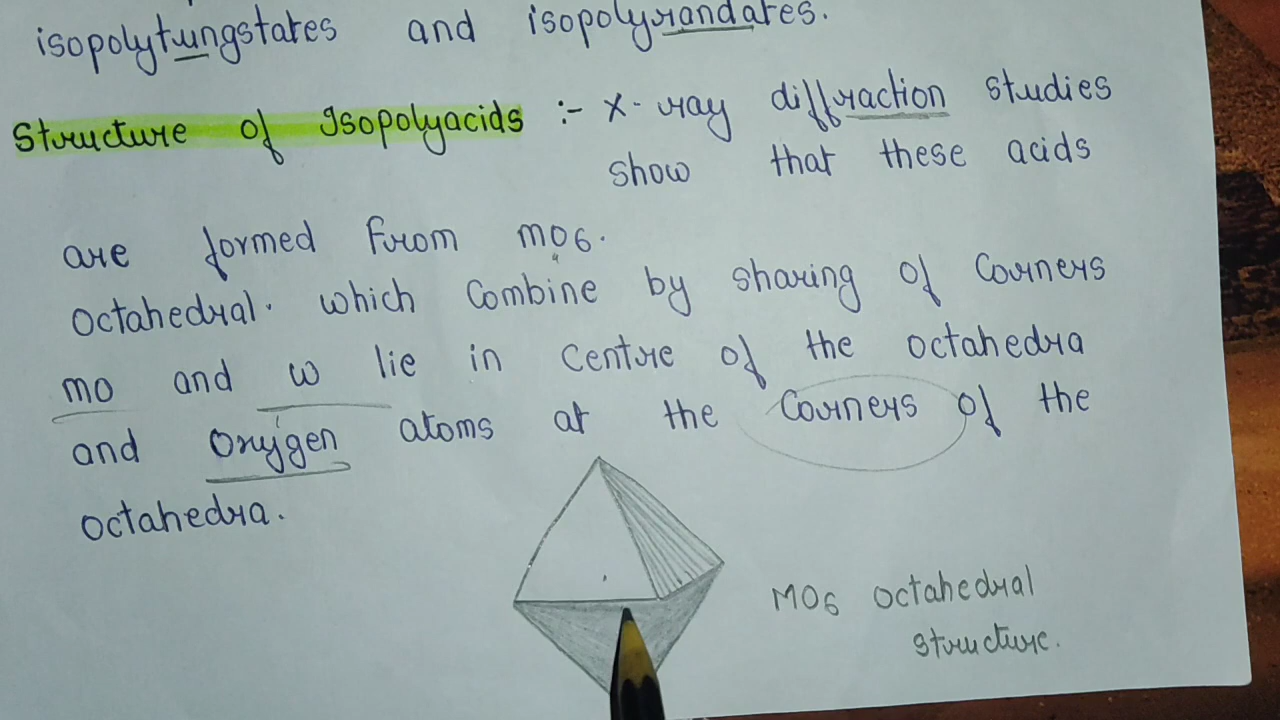 isopolytungstates and isopolyvandates.
Structure of Isopolyacids :- X-ray diffraction studies
show that these acids
are formed From mo6.
octahedral. which Combine by sharing of Corners
mo and w lie in Centre of the octahedra
and Oxygen atoms at the Corners of the
octahedra.
MO6 octahedral
structure.